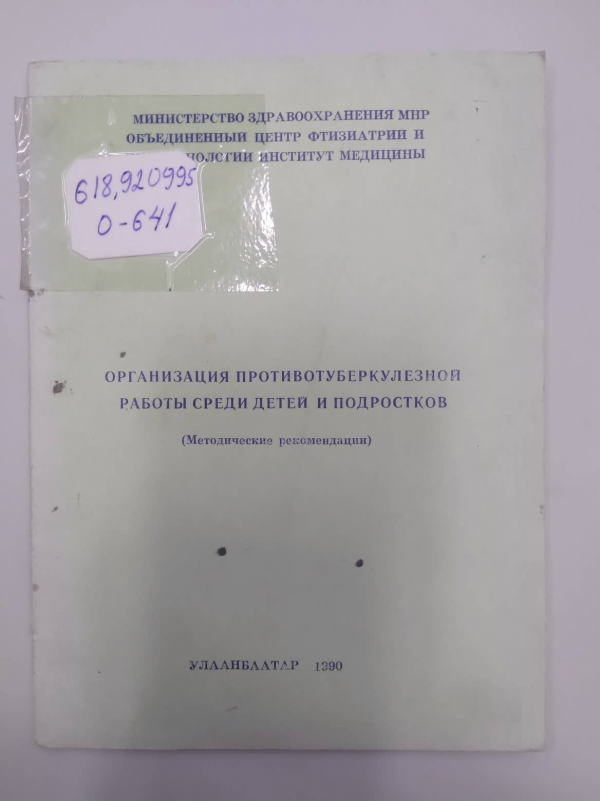 МИНИСТЕРСТВО ЗДРАВООХРАНЕНИЯ МНР
ОБЪЕДИНЕННЫЙ ЦЕНТР ФТИЗИАТРИИ И
ИНСТИТУТ МЕДИЦИНЫ
618,920995
О-641
ОРГАНИЗАЦИЯ ПРОТИВОТУБЕРКУЛЕЗНОЙ
РАБОТЫ СРЕДИ ДЕТЕЙ И ПОДРОСТКОВ
(Методические рекомендации)
УЛААНБААТАР 1990